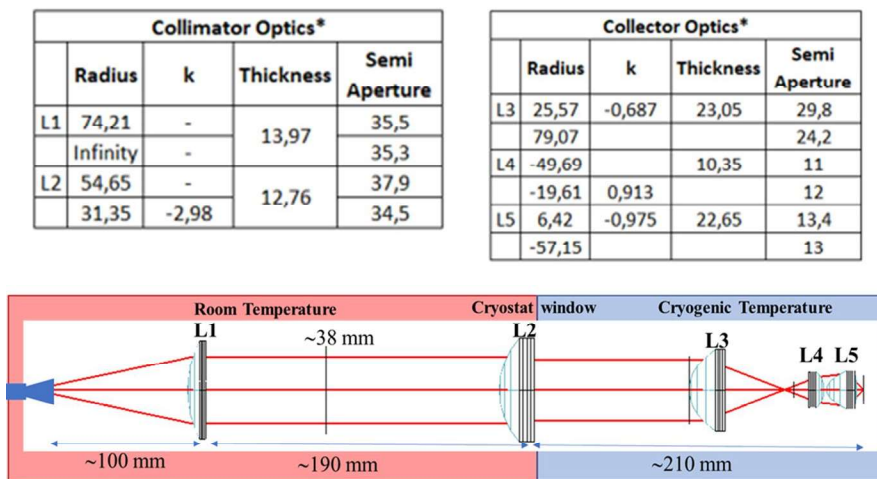 Collimator Optics*
Radius k Thickness Semi Aperture
L1 74,21 - 13,97 35,5
Infinity - 35,3
L2 54,65 - 12,76 37,9
31,35 -2,98 34,5
Collector Optics*
Radius k Thickness Semi Aperture
L3 25,57 -0,687 23,05 29,8
79,07 24,2
L4 -49,69 10,35 11
-19,61 0,913 12
L5 6,42 -0,975 22,65 13,4
-57,15 13
Room Temperature Cryostat window Cryogenic Temperature
L1 ~38 mm L2 L3 L4 L5
~100 mm ~190 mm ~210 mm